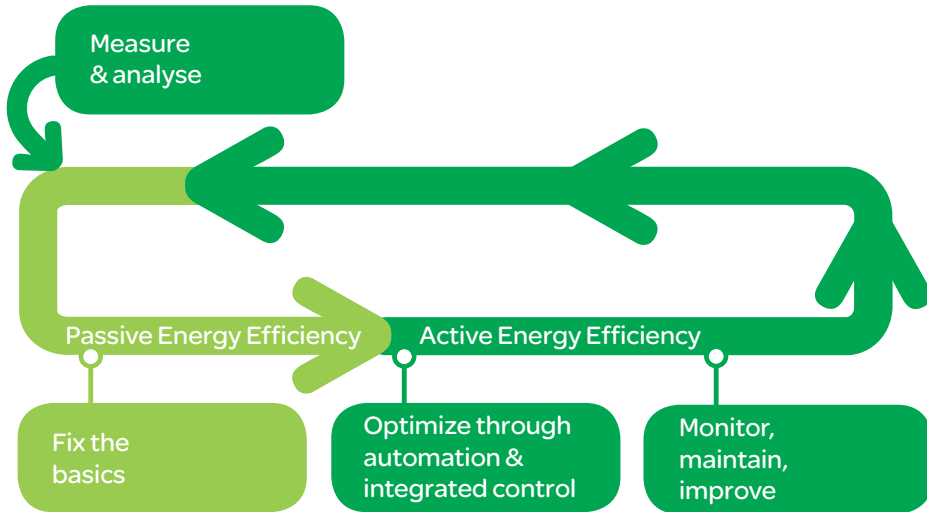 Measure
& analyse
Passive Energy Efficiency
Active Energy Efficiency
Fix the
basics
Optimize through
automation &
integrated control
Monitor,
maintain,
improve